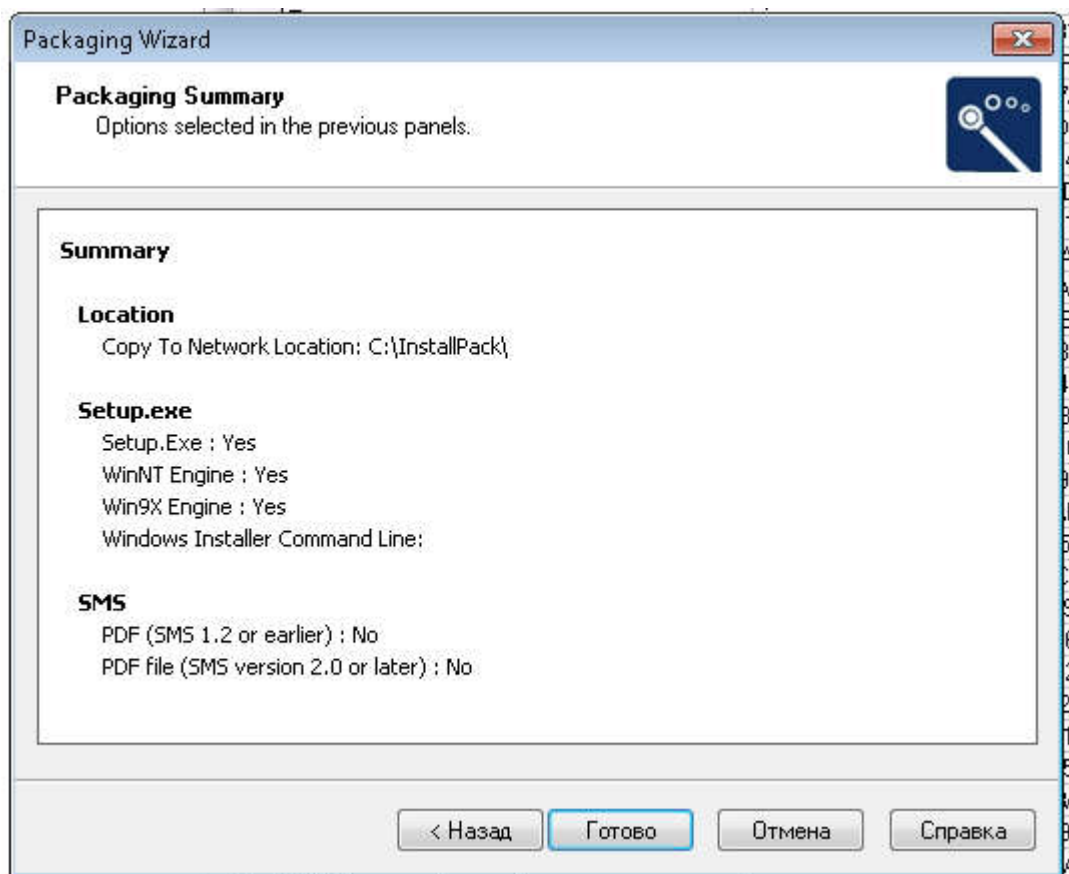 Packaging Wizard
Packaging Summary
Options selected in the previous panels.
Summary
Location
Copy To Network Location: C:\InstallPack\
Setup.exe
Setup.Exe : Yes
WinNT Engine : Yes
Win9X Engine : Yes
Windows Installer Command Line:
SMS
PDF (SMS 1.2 or earlier) : No
PDF file (SMS version 2.0 or later) : No
< Назад Готово Отмена Справка